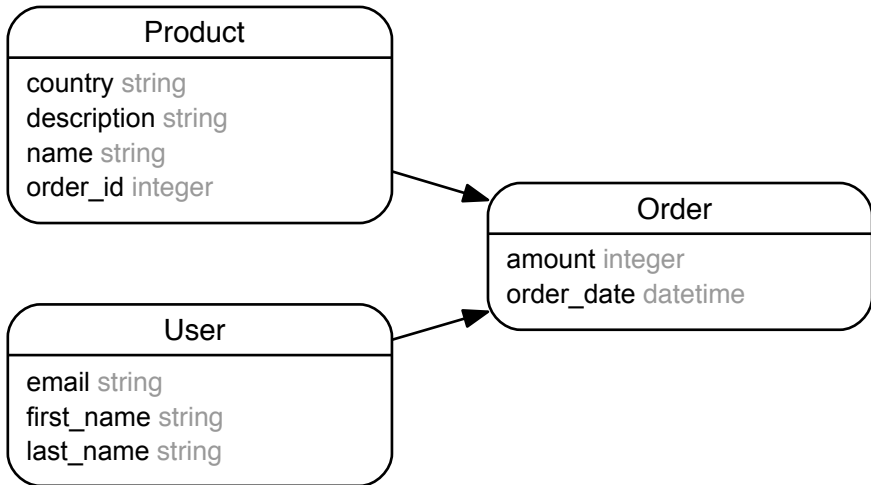 Product
country string
description string
name string
order_id integer
Order
amount integer
order_date datetime
User
email string
first_name string
last_name string